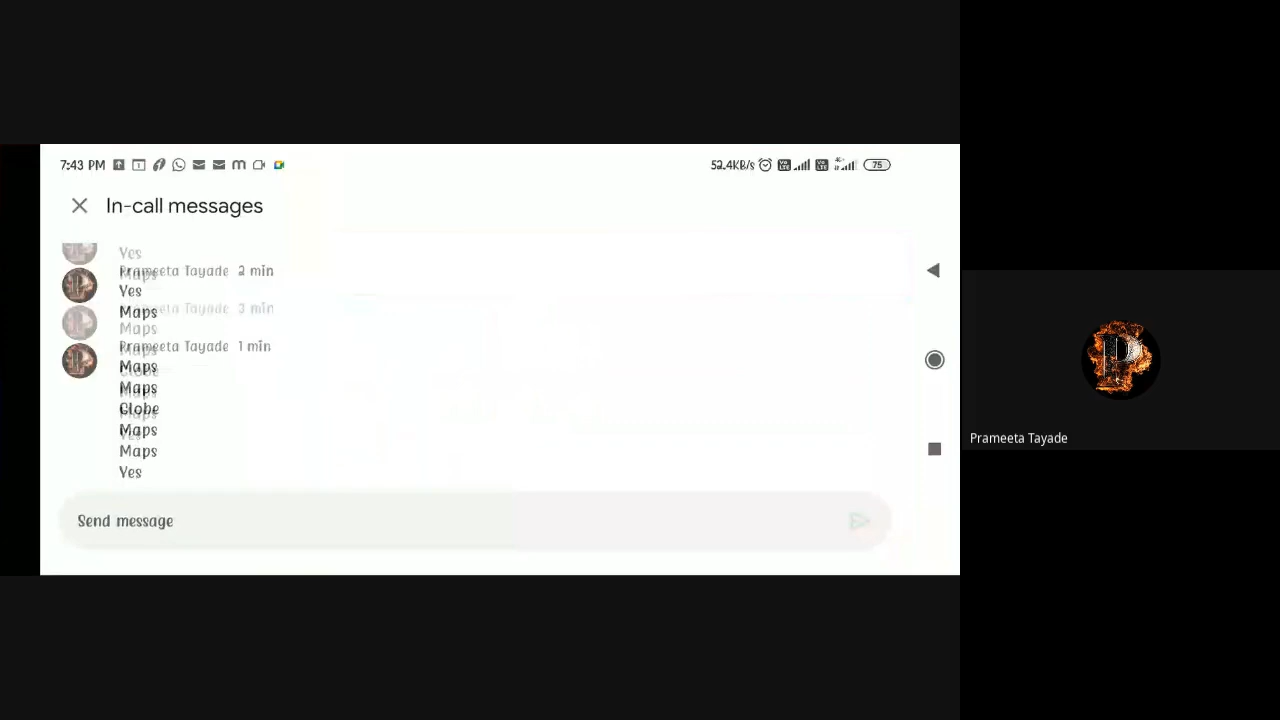 7:43 PM
52.4KB/s
75
In-call messages
Yes
Maps
Prameeta Tayade 2 min
Yes
Maps
Prameeta Tayade 3 min
Maps
Prameeta Tayade 1 min
Maps
Maps
Globe
Maps
Maps
Yes
Send message
P
Prameeta Tayade